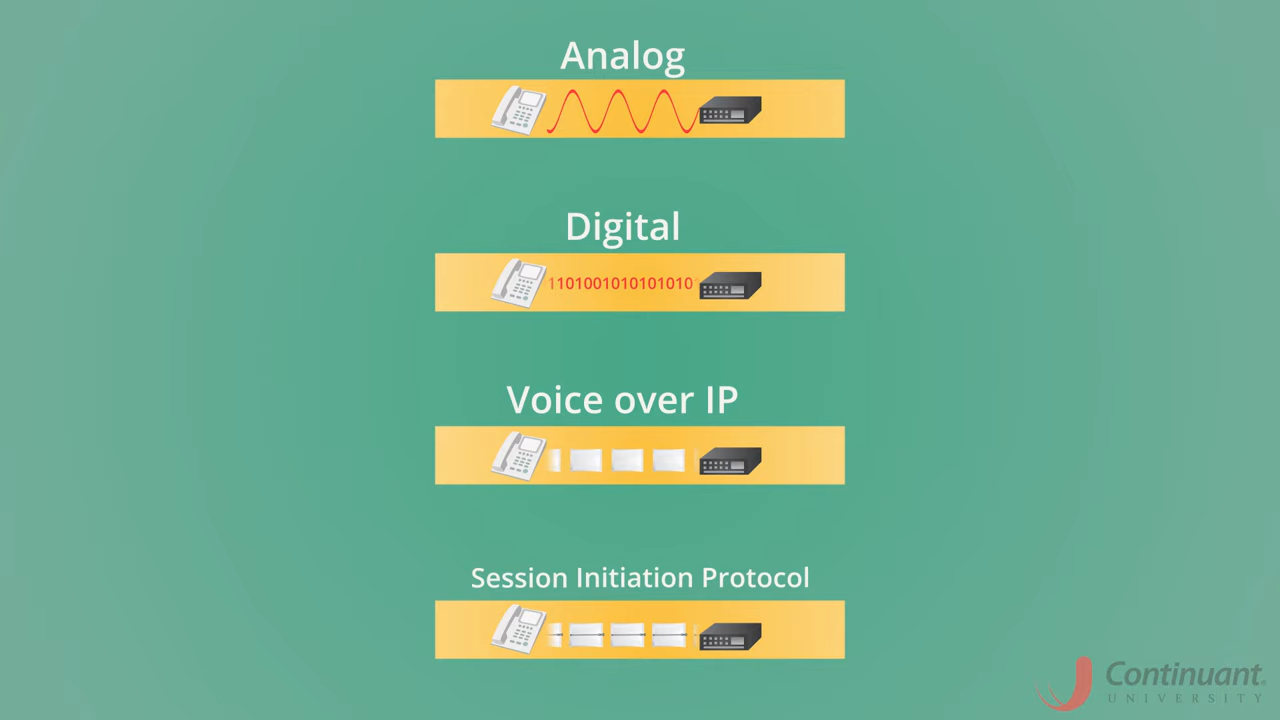 Analog
Digital
1101001010101010
Voice over IP
Session Initiation Protocol
Continuant®
UNIVERSITY